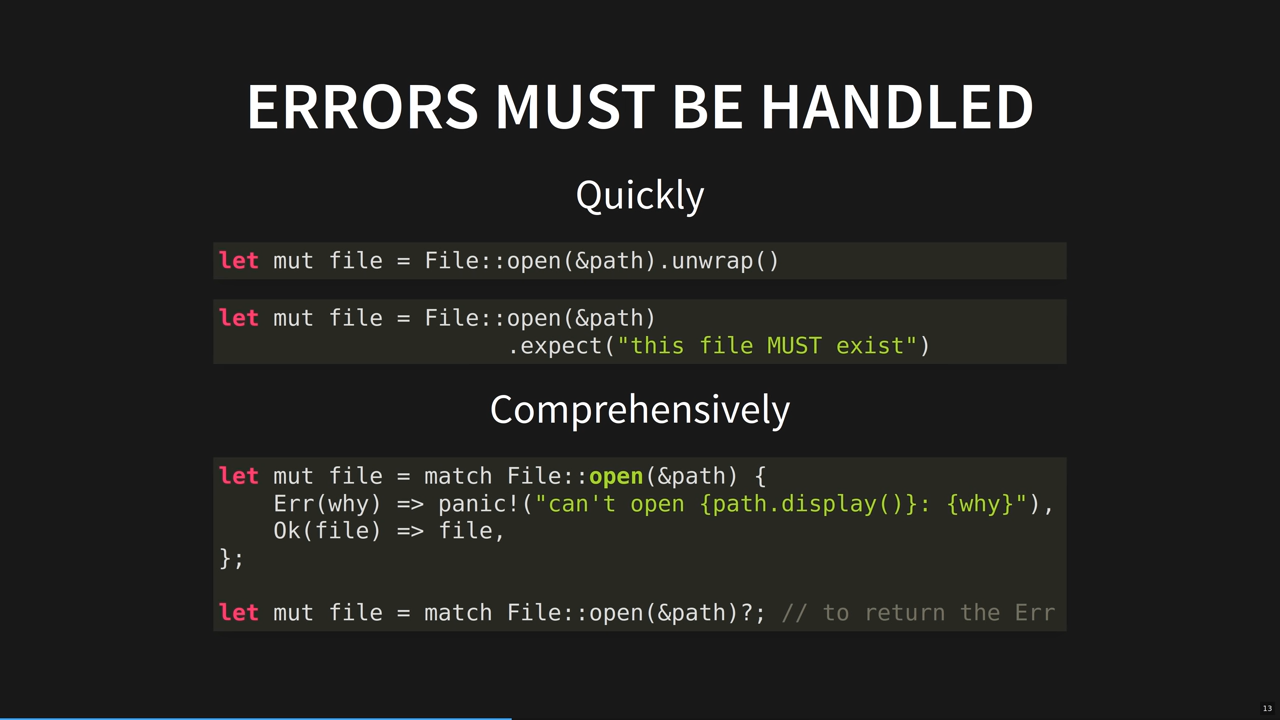 ERRORS MUST BE HANDLED
Quickly
let mut file = File::open(&path).unwrap()
let mut file = File::open(&path)
                     .expect("this file MUST exist")
Comprehensively
let mut file = match File::open(&path) {
    Err(why) => panic!("can't open {path.display()}: {why}"),
    Ok(file) => file,
};
let mut file = match File::open(&path)?; // to return the Err
13